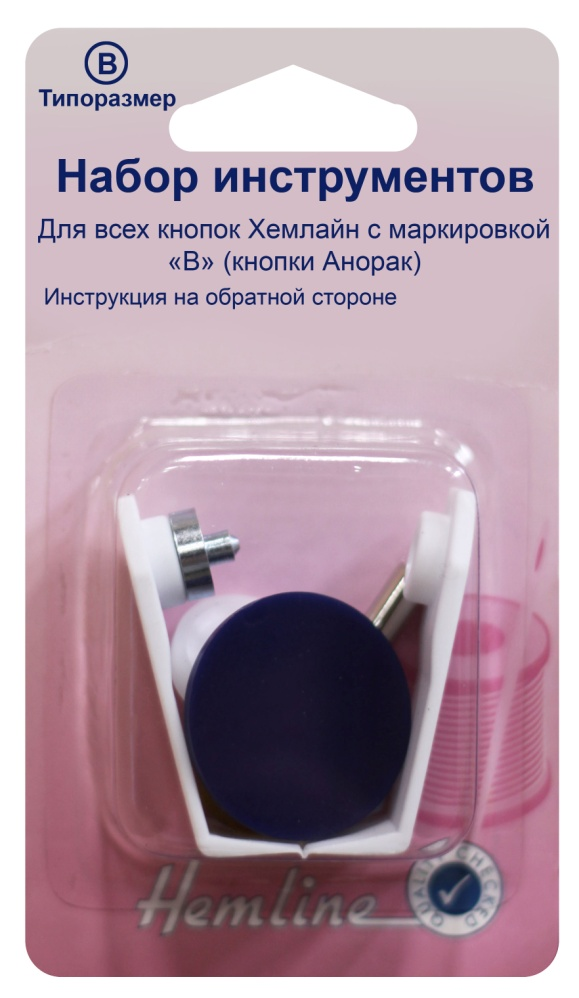 В
Типоразмер
Набор инструментов
Для всех кнопок Хемлайн с маркировкой
«В» (кнопки Анорак)
Инструкция на обратной стороне
Hemline
QUALITY CHECKED